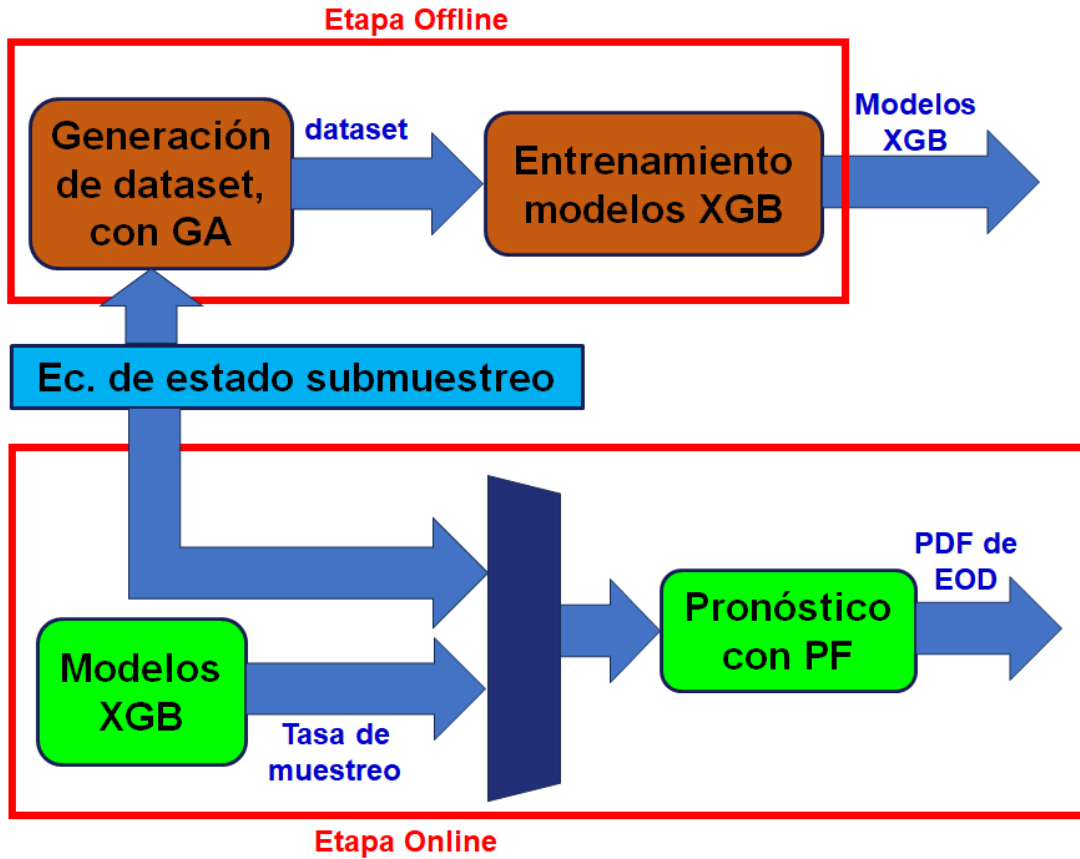 Etapa Offline
Generación
de dataset,
con GA
dataset
Entrenamiento
modelos XGB
Modelos
XGB
Ec. de estado submuestreo
Modelos
XGB
Tasa de
muestreo
Pronóstico
con PF
PDF de
EOD
Etapa Online